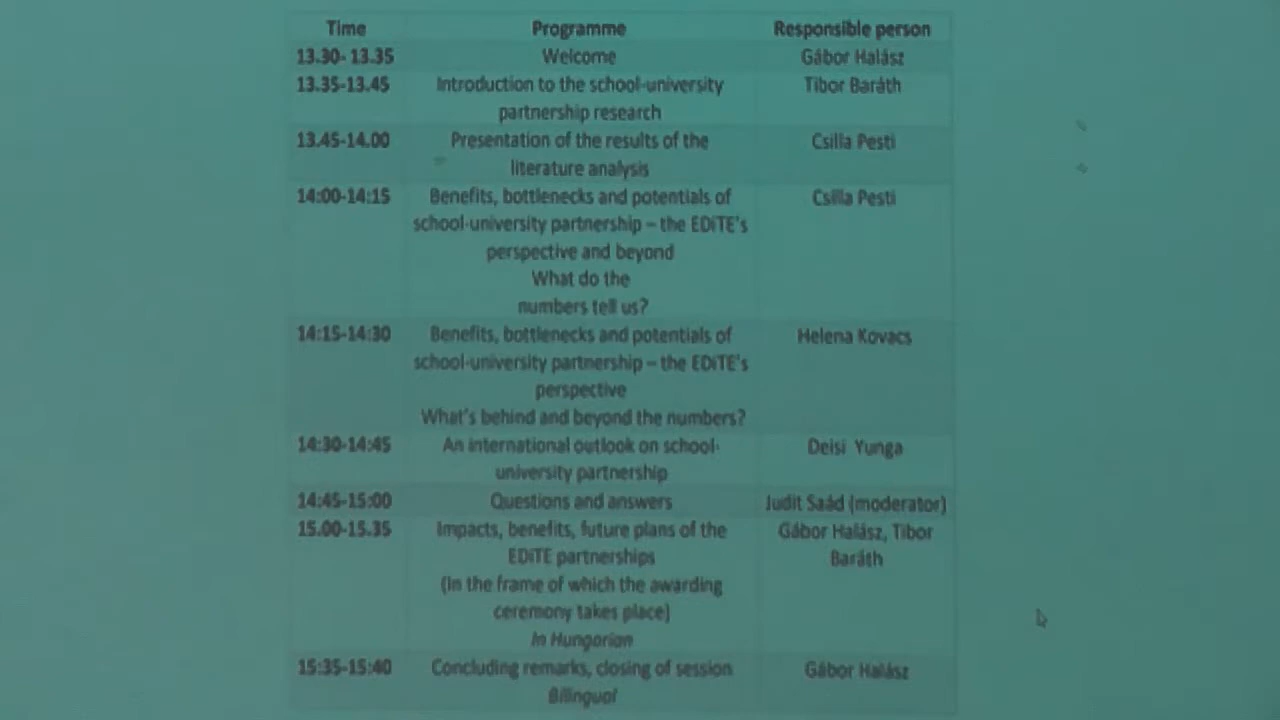 Time Programme Responsible person
13.30- 13.35 Welcome Gábor Halász
13.35-13.45 Introduction to the school-university Tibor Baráth
partnership research
13.45-14.00 Presentation of the results of the Csilla Pesti
literature analysis
14:00-14:15 Benefits, bottlenecks and potentials of Csilla Pesti
school-university partnership – the EDiTE's
perspective and beyond
What do the
numbers tell us?
14:15-14:30 Benefits, bottlenecks and potentials of Helena Kovacs
school-university partnership – the EDiTE's
perspective
What's behind and beyond the numbers?
14:30-14:45 An international outlook on school- Deisi Yunga
university partnership
14:45-15:00 Questions and answers Judit Saád (moderator)
15.00-15.35 Impacts, benefits, future plans of the Gábor Halász, Tibor
EDiTE partnerships Baráth
(in the frame of which the awarding
ceremony takes place)
In Hungarian
15:35-15:40 Concluding remarks, closing of session Gábor Halász
Bilingual